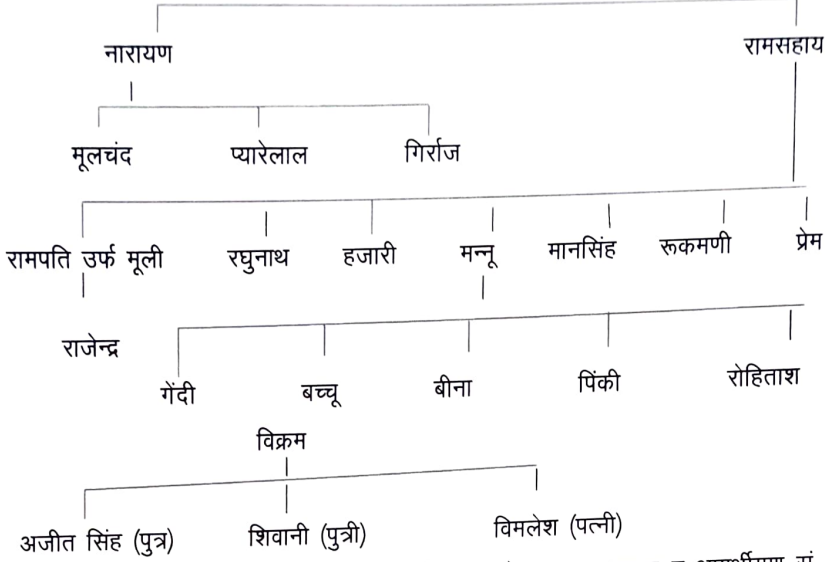 नारायण रामसहाय
मूलचंद प्यारेलाल गिर्राज
रामपति उर्फ मूली रघुनाथ हजारी मन्नू मानसिंह रूकमणी प्रेम
राजेन्द्र
गेंदी बच्चू बीना पिंकी रोहिताश
विक्रम
अजीत सिंह (पुत्र) शिवानी (पुत्री) विमलेश (पत्नी)